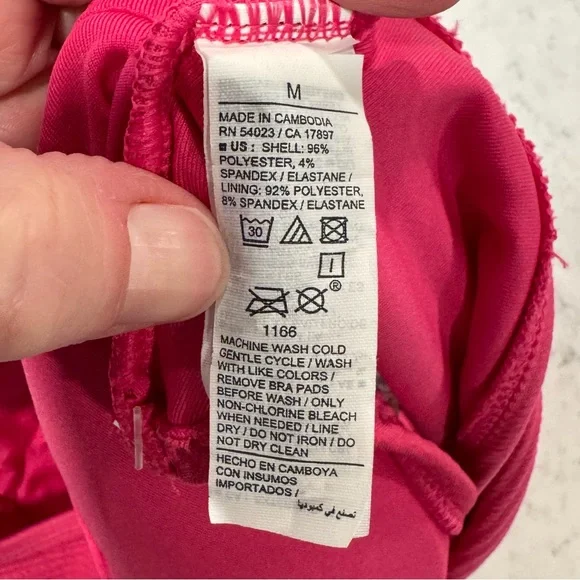 M
MADE IN CAMBODIA
RN 54023 / CA 17897
■ US : SHELL: 96%
POLYESTER, 4%
SPANDEX / ELASTANE /
LINING: 92% POLYESTER,
8% SPANDEX / ELASTANE
30
®
1166
MACHINE WASH COLD
GENTLE CYCLE / WASH
WITH LIKE COLORS /
REMOVE BRA PADS
BEFORE WASH / ONLY
NON-CHLORINE BLEACH
WHEN NEEDED / LINE
DRY / DO NOT IRON / DO
NOT DRY CLEAN
HECHO EN CAMBOYA
CON INSUMOS
IMPORTADOS /
تصنع في كمبوديا